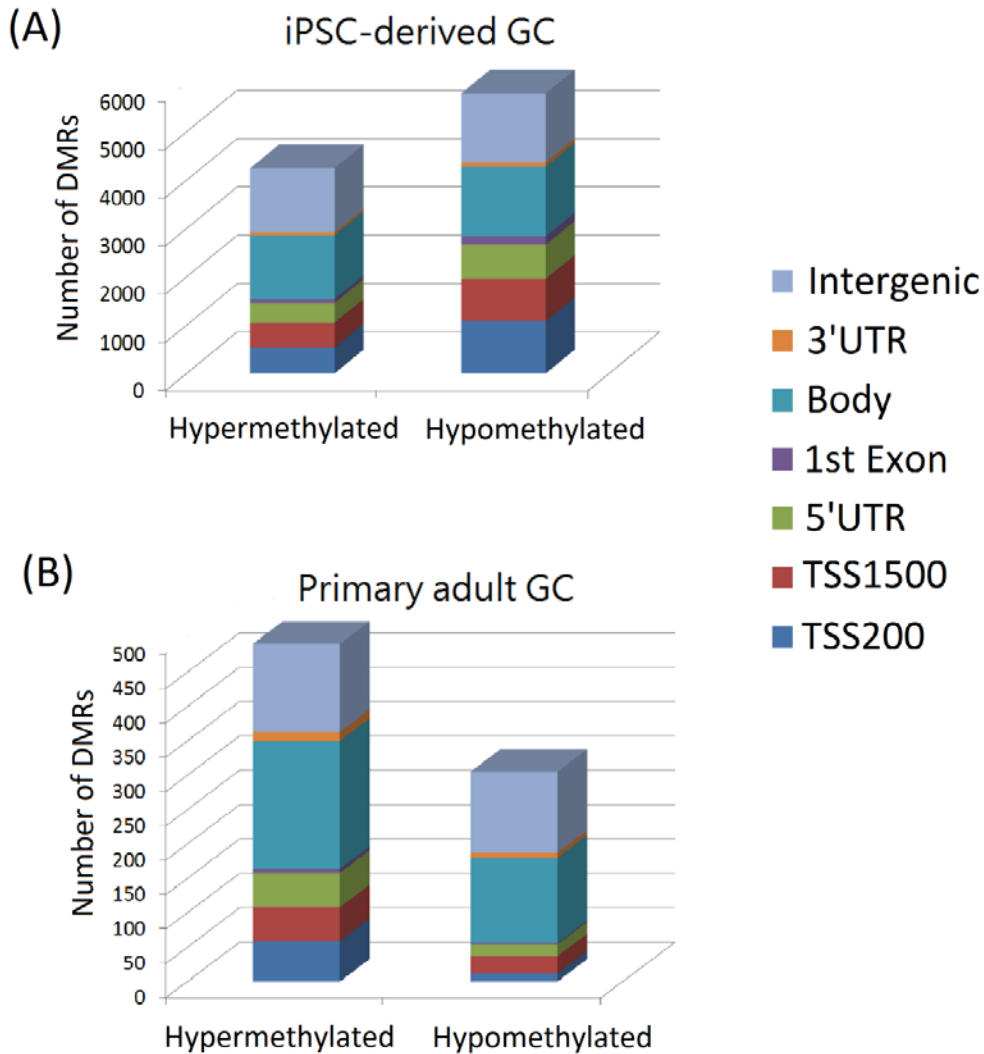 (A)
iPSC-derived GC
Number of DMRs
6000
5000
4000
3000
2000
1000
0
Hypermethylated
Hypomethylated
Intergenic
3'UTR
Body
1st Exon
5'UTR
TSS1500
TSS200
(B)
Primary adult GC
Number of DMRs
500
450
400
350
300
250
200
150
100
50
0
Hypermethylated
Hypomethylated